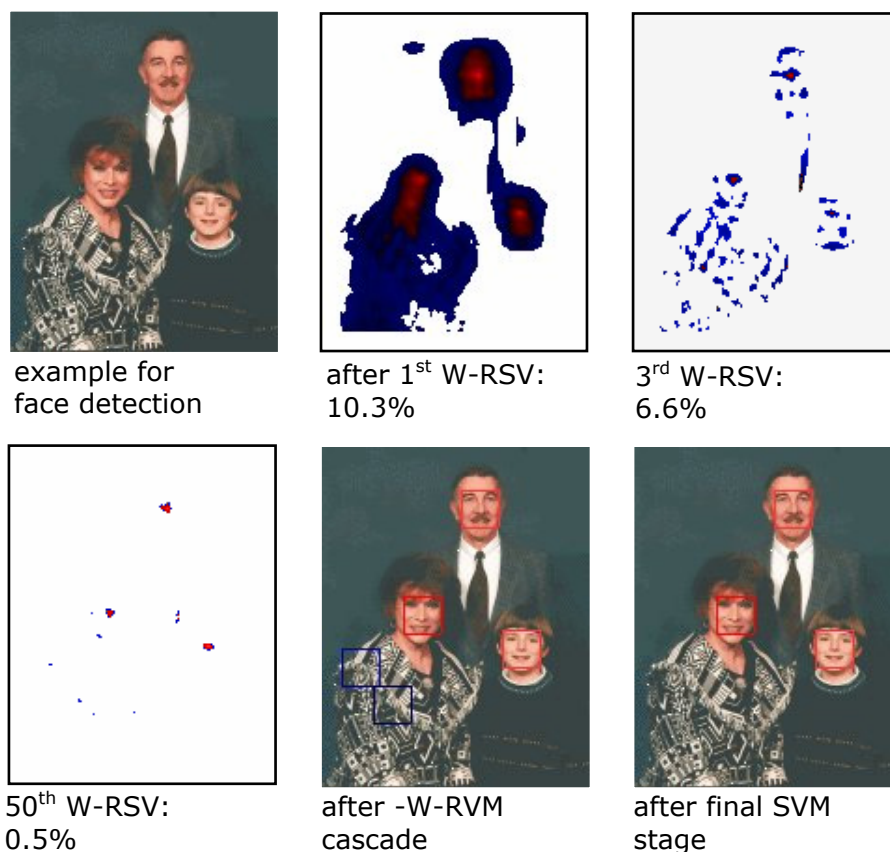 example for
face detection
after 1st W-RSV:
10.3%
3rd W-RSV:
6.6%
50th W-RSV:
0.5%
after -W-RVM
cascade
after final SVM
stage